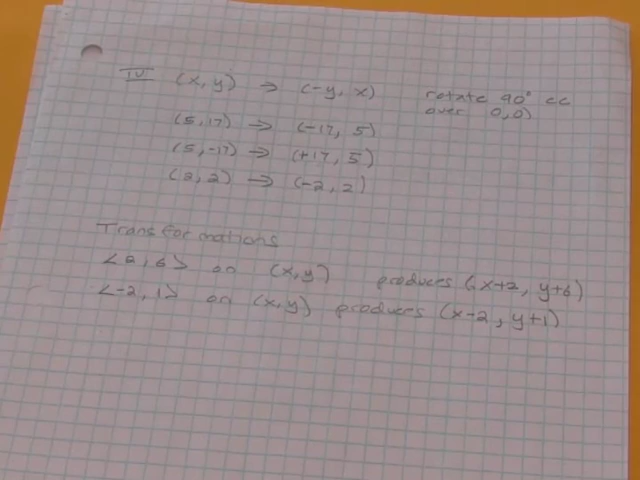 IV (x,y) → (-y, x) rotate 90° cc
over 0,0)
(5,17) → (-17, 5)
(5,-17) → (+17, 5)
(2,2) → (-2, 2)
Transformations
<2,6> on (x,y) produces (x+2, y+6)
<-2,1> on (x,y) produces (x-2, y+1)